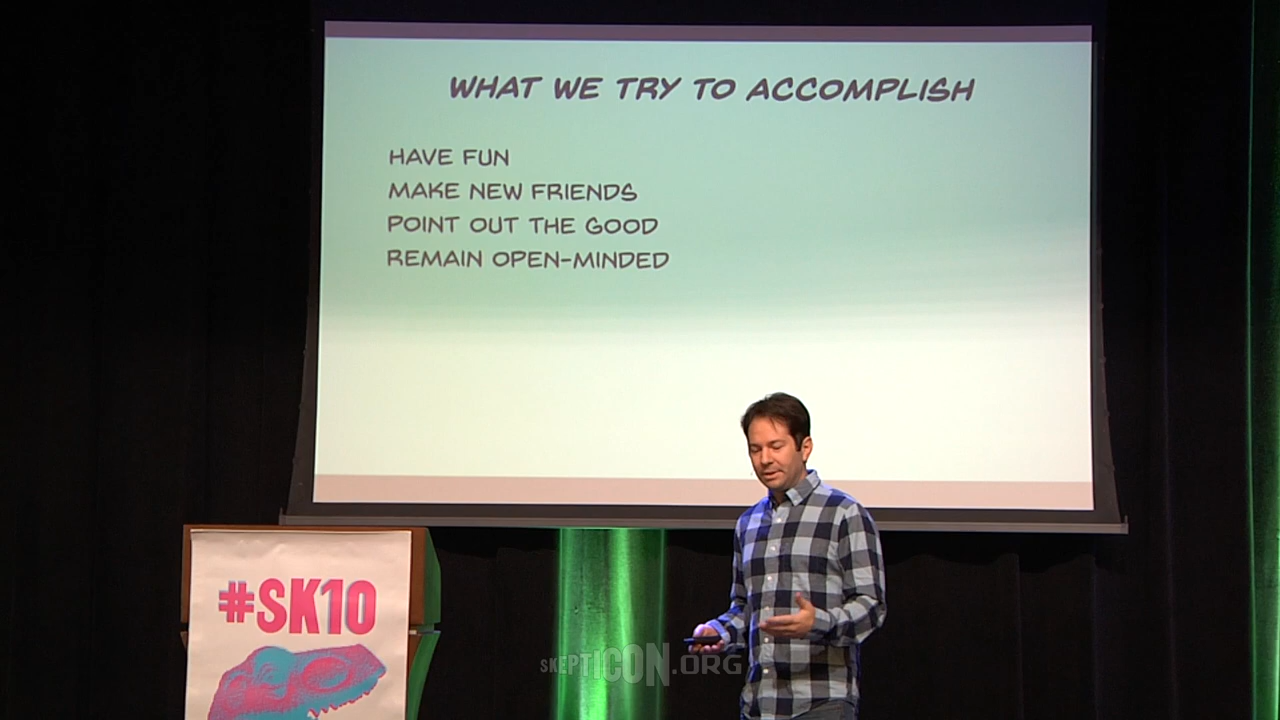 WHAT WE TRY TO ACCOMPLISH
HAVE FUN
MAKE NEW FRIENDS
POINT OUT THE GOOD
REMAIN OPEN-MINDED
#SK10
SKEPTICON.ORG